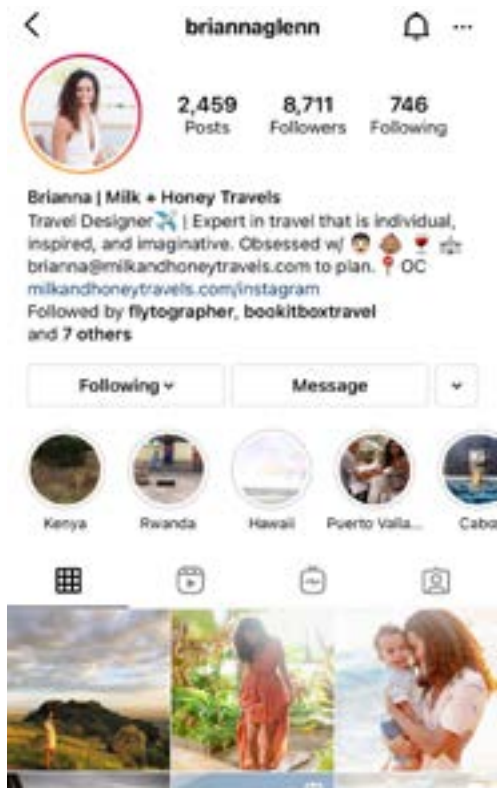 briannaglenn
2,459 8,711 746
Posts Followers Following
Brianna | Milk + Honey Travels
Travel Designer✈️ | Expert in travel that is individual,
inspired, and imaginative. Obsessed w/
brianna@milkandhoneytravels.com to plan. 📍 OC
milkandhoneytravels.com/instagram
Followed by flytographer, bookitboxtravel
and 7 others
Following Message
Kenya Rwanda Hawaii Puerto Valla... Cabo